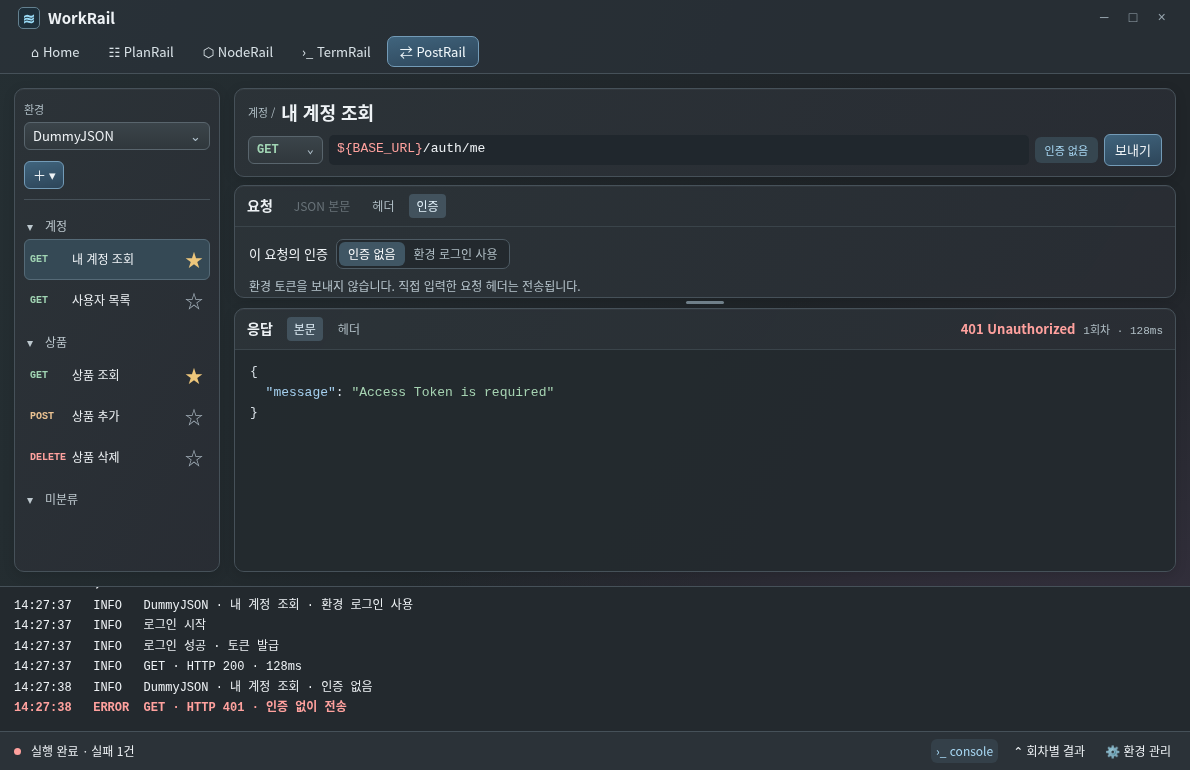 WorkRail
Home PlanRail NodeRail ›_ TermRail PostRail
환경
DummyJSON
+ ▾
계정
GET 내 계정 조회
GET 사용자 목록
상품
GET 상품 조회
POST 상품 추가
DELETE 상품 삭제
미분류
계정 / 내 계정 조회
GET ${BASE_URL}/auth/me 인증 없음 보내기
요청 JSON 본문 헤더 인증
이 요청의 인증 인증 없음 환경 로그인 사용
환경 토큰을 보내지 않습니다. 직접 입력한 요청 헤더는 전송됩니다.
응답 본문 헤더 401 Unauthorized 1회차 · 128ms
{
"message": "Access Token is required"
}
14:27:37 INFO DummyJSON · 내 계정 조회 · 환경 로그인 사용
14:27:37 INFO 로그인 시작
14:27:37 INFO 로그인 성공 · 토큰 발급
14:27:37 INFO GET · HTTP 200 · 128ms
14:27:38 INFO DummyJSON · 내 계정 조회 · 인증 없음
14:27:38 ERROR GET · HTTP 401 · 인증 없이 전송
실행 완료 · 실패 1건 ›_ console 회차별 결과 환경 관리